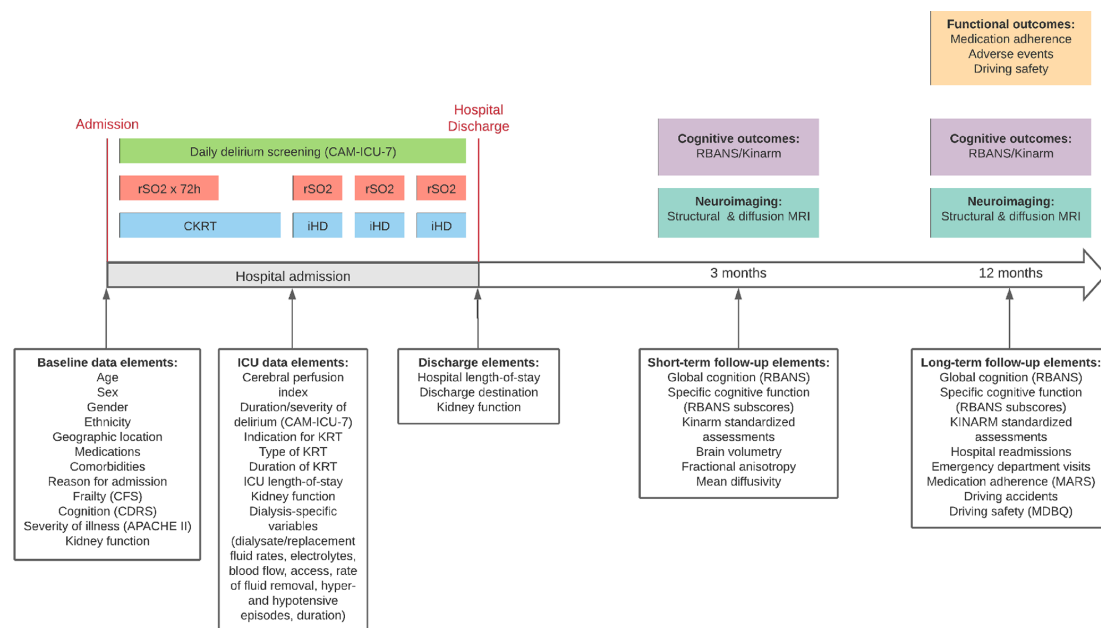 Functional outcomes:
Medication adherence
Adverse events
Driving safety
Admission
Hospital
Discharge
Daily delirium screening (CAM-ICU-7)
Cognitive outcomes:
RBANS/Kinarm
Cognitive outcomes:
RBANS/Kinarm
rSO2 x 72h
rSO2
rSO2
rSO2
Neuroimaging:
Structural & diffusion MRI
Neuroimaging:
Structural & diffusion MRI
CKRT
iHD
iHD
iHD
Hospital admission
3 months
12 months
Baseline data elements:
Age
Sex
Gender
Ethnicity
Geographic location
Medications
Comorbidities
Reason for admission
Frailty (CFS)
Cognition (CDRS)
Severity of illness (APACHE II)
Kidney function
ICU data elements:
Cerebral perfusion
index
Duration/severity of
delirium (CAM-ICU-7)
Indication for KRT
Type of KRT
Duration of KRT
ICU length-of-stay
Kidney function
Dialysis-specific
variables
(dialysate/replacement
fluid rates, electrolytes,
blood flow, access, rate
of fluid removal, hyper-
and hypotensive
episodes, duration)
Discharge elements:
Hospital length-of-stay
Discharge destination
Kidney function
Short-term follow-up elements:
Global cognition (RBANS)
Specific cognitive function
(RBANS subscores)
Kinarm standardized
assessments
Brain volumetry
Fractional anisotropy
Mean diffusivity
Long-term follow-up elements:
Global cognition (RBANS)
Specific cognitive function
(RBANS subscores)
KINARM standardized
assessments
Hospital readmissions
Emergency department visits
Medication adherence (MARS)
Driving accidents
Driving safety (MDBQ)